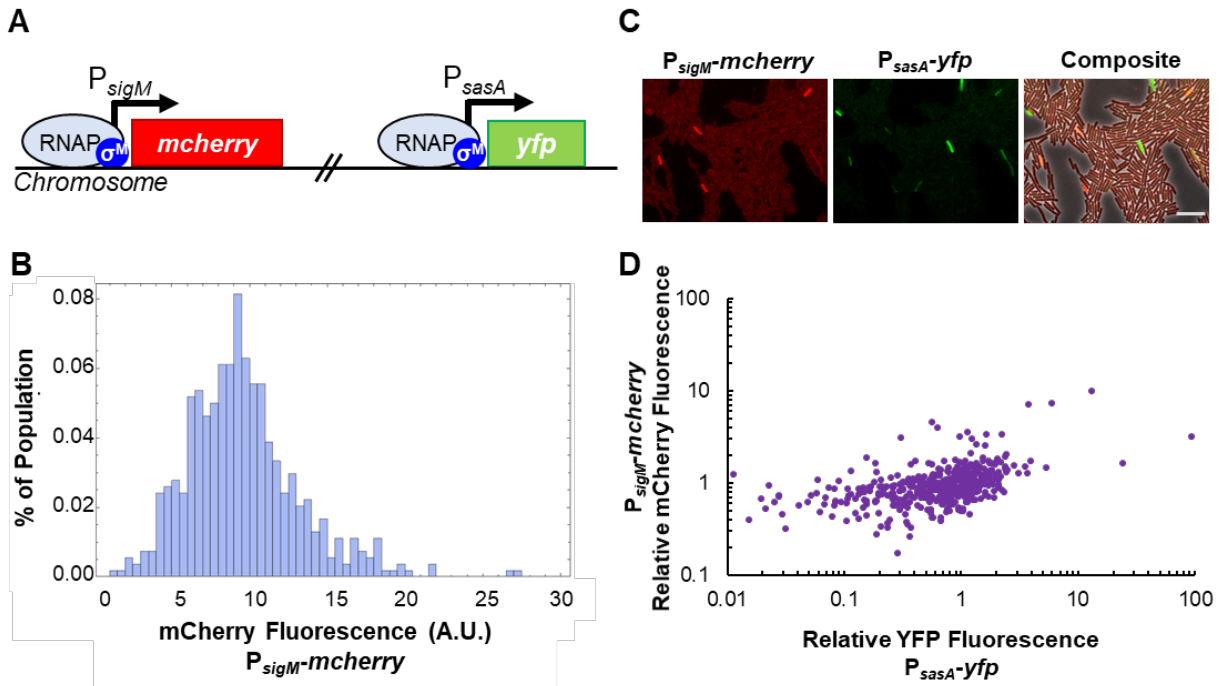 A
P sigM
P sasA
RNAP
σM
mcherry
RNAP
σM
yfp
Chromosome
B
% of Population
0.08
0.06
0.04
0.02
0.00
0
5
10
15
20
25
30
mCherry Fluorescence (A.U.)
PsigM-mcherry
C
PsigM-mcherry
PsasA-yfp
Composite
D
PsigM-mcherry
Relative mCherry Fluorescence
100
10
1
0.1
0.01
0.1
1
10
100
Relative YFP Fluorescence
PsasA-yfp